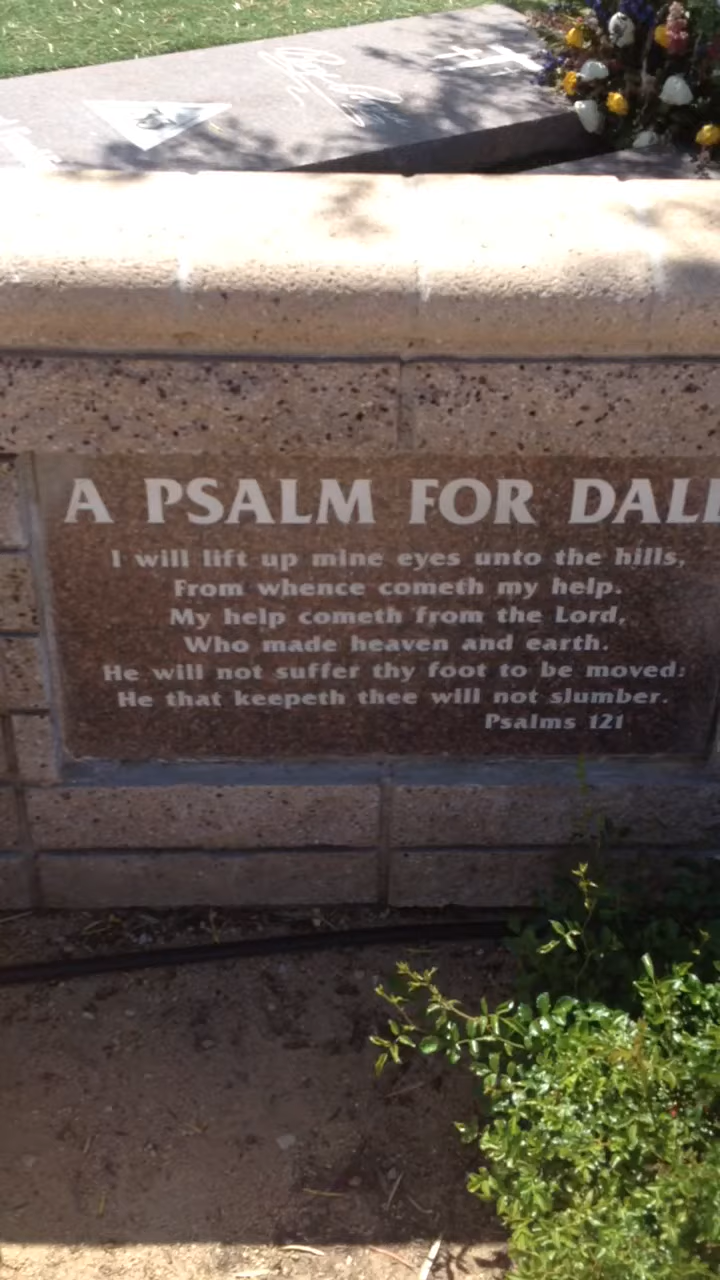 A PSALM FOR DALE
I will lift up mine eyes unto the hills,
From whence cometh my help.
My help cometh from the Lord,
Who made heaven and earth.
He will not suffer thy foot to be moved:
He that keepeth thee will not slumber.
Psalms 121